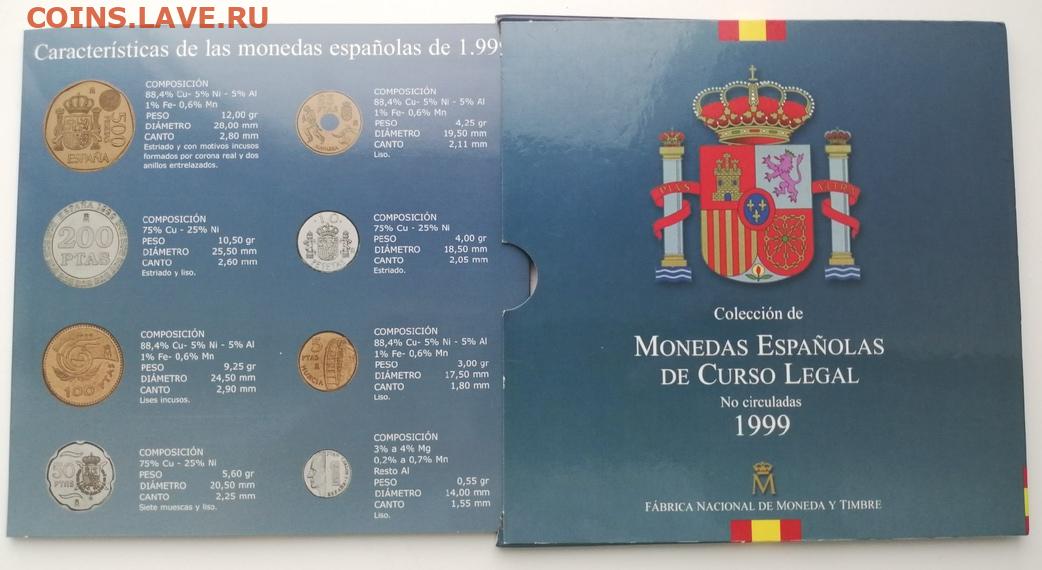 COINS.LAVE.RU
Características de las monedas españolas de 1.999
COMPOSICIÓN
88,4% Cu- 5% Ni - 5% Al
1% Fe- 0,6% Mn
PESO 12,00 gr
DIÁMETRO 28,00 mm
CANTO 2,80 mm
Estriado y con motivos incusos
formados por corona real y dos
anillos entrelazados.
500
ESPAÑA
COMPOSICIÓN
88,4% Cu- 5% Ni - 5% Al
1% Fe- 0,6% Mn
PESO 4,25 gr
DIÁMETRO 19,50 mm
CANTO 2,11 mm
Liso.
COMPOSICIÓN
75% Cu - 25% Ni
PESO 10,50 gr
DIÁMETRO 25,50 mm
CANTO 2,60 mm
Estriado y liso.
ESPAÑA 1999
200
PTAS
COMPOSICIÓN
75% Cu - 25% Ni
PESO 4,00 gr
DIÁMETRO 18,50 mm
CANTO 2,05 mm
Estriado.
10
PESETAS
COMPOSICIÓN
88,4% Cu- 5% Ni - 5% Al
1% Fe- 0,6% Mn
PESO 9,25 gr
DIÁMETRO 24,50 mm
CANTO 2,90 mm
Lises incusos.
100 PTAS
COMPOSICIÓN
88,4% Cu- 5% Ni - 5% Al
1% Fe- 0,6% Mn
PESO 3,00 gr
DIÁMETRO 17,50 mm
CANTO 1,80 mm
Liso.
5 PTAS
MURCIA
COMPOSICIÓN
75% Cu - 25% Ni
PESO 5,60 gr
DIÁMETRO 20,50 mm
CANTO 2,25 mm
Siete muescas y liso.
50
PTAS
COMPOSICIÓN
3% a 4% Mg
0,2% a 0,7% Mn
Resto Al
PESO 0,55 gr
DIÁMETRO 14,00 mm
CANTO 1,55 mm
Liso.
1
PLVS VLTRA
Colección de
MONEDAS ESPAÑOLAS
DE CURSO LEGAL
No circuladas
1999
M
FÁBRICA NACIONAL DE MONEDA Y TIMBRE